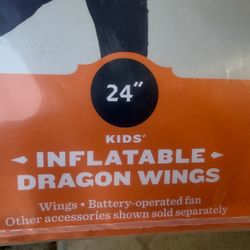 24"
KIDS'
INFLATABLE
DRAGON WINGS
Wings • Battery-operated fan
Other accessories shown sold separately